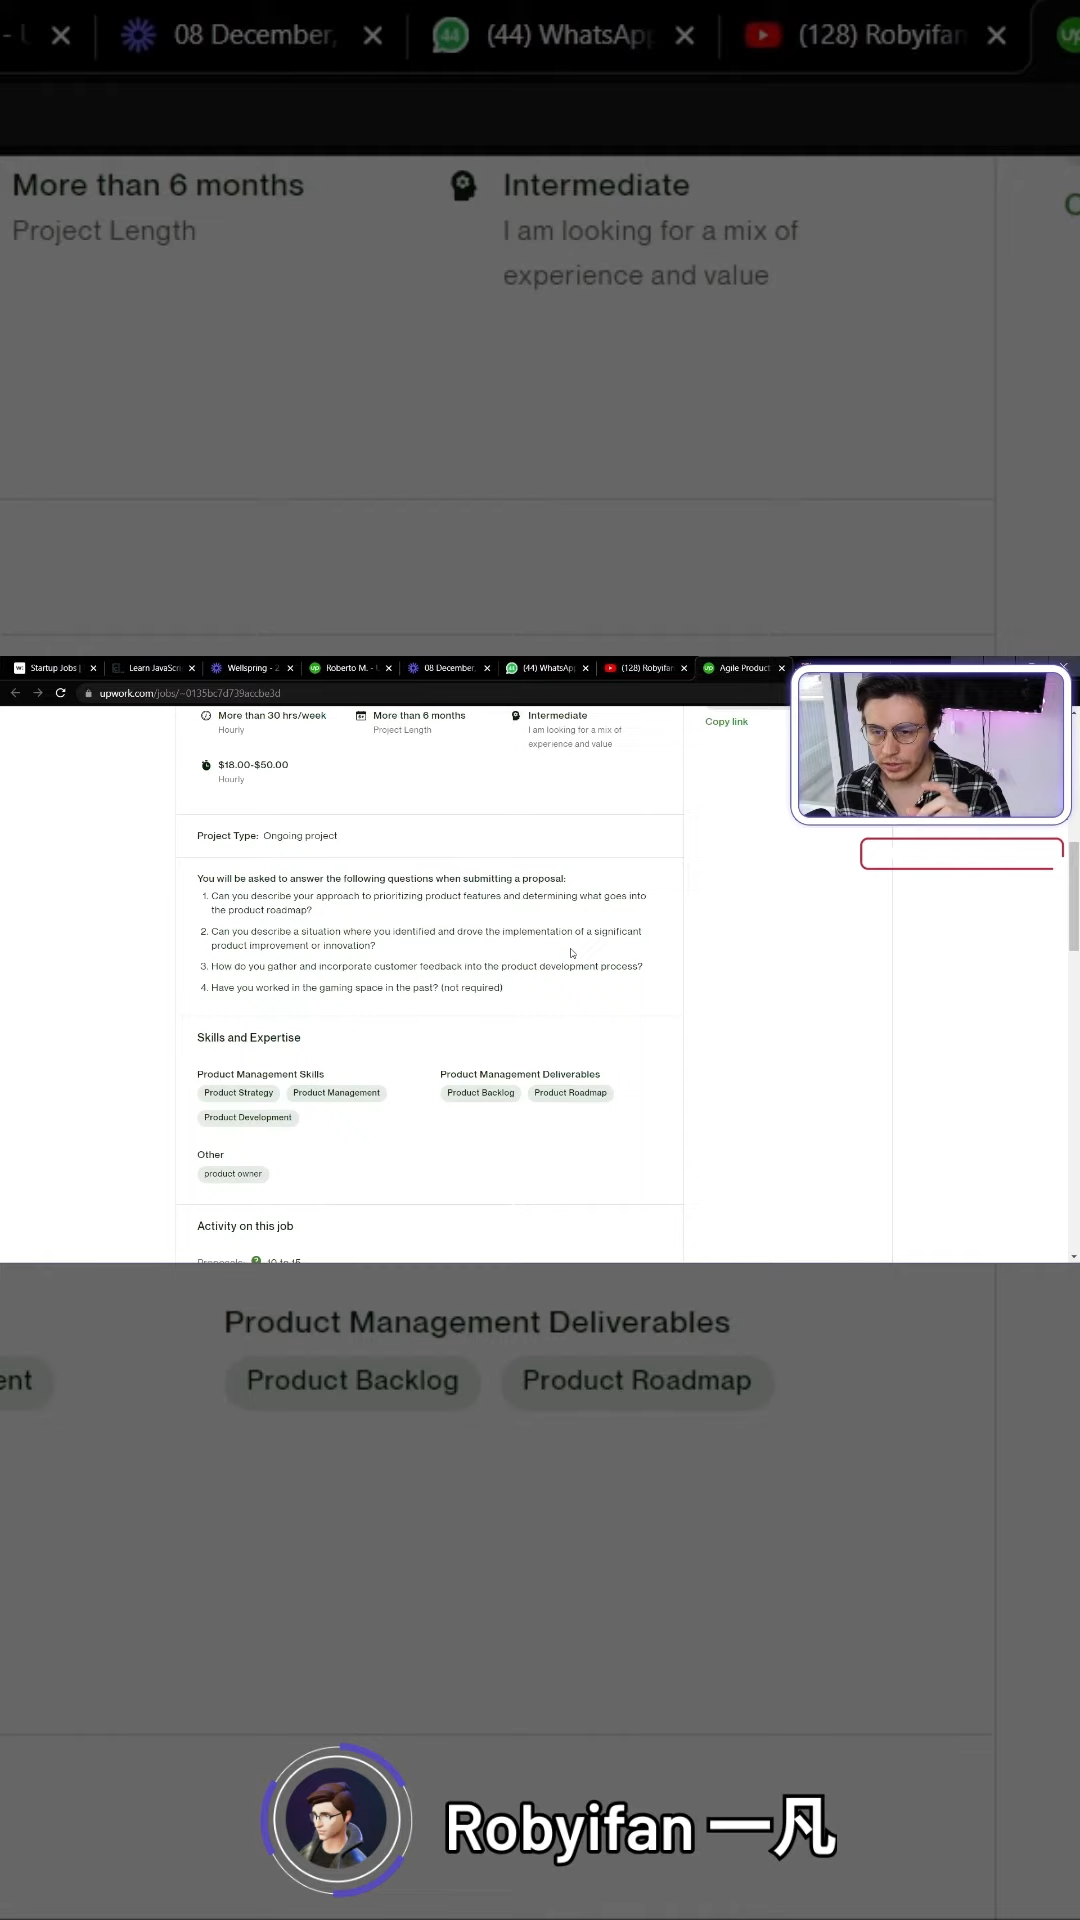 08 December,
(44) WhatsApp
(128) Robyifan
up
More than 6 months
Project Length
Intermediate
I am looking for a mix of
experience and value
Startup Jobs |
Learn JavaScri
Wellspring - 2
Roberto M. -
08 December,
(44) WhatsApp
(128) Robyifan
Agile Product
upwork.com/jobs/~0135bc7d739accbe3d
More than 30 hrs/week
Hourly
More than 6 months
Project Length
Intermediate
I am looking for a mix of
experience and value
Copy link
$18.00-$50.00
Hourly
Project Type: Ongoing project
You will be asked to answer the following questions when submitting a proposal:
1. Can you describe your approach to prioritizing product features and determining what goes into
the product roadmap?
2. Can you describe a situation where you identified and drove the implementation of a significant
product improvement or innovation?
3. How do you gather and incorporate customer feedback into the product development process?
4. Have you worked in the gaming space in the past? (not required)
Skills and Expertise
Product Management Skills
Product Strategy
Product Management
Product Development
Product Management Deliverables
Product Backlog
Product Roadmap
Other
product owner
Activity on this job
Proposals: 10 to 15
Product Management Deliverables
ent
Product Backlog
Product Roadmap
Robyifan 一凡